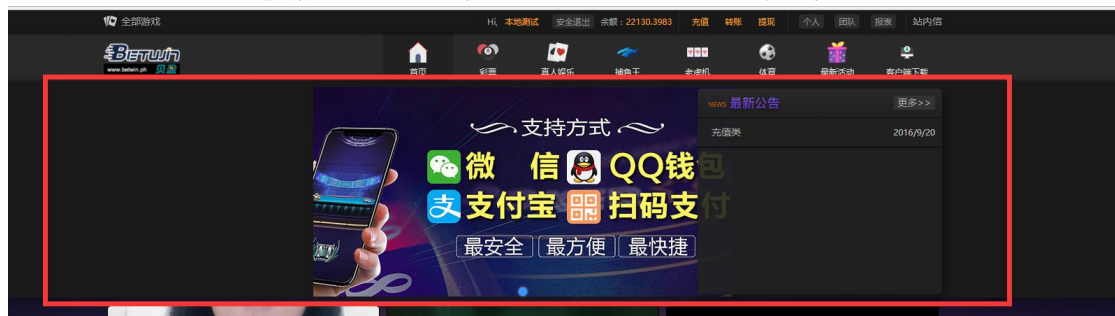 全部游戏 Hi, 本地测试 安全退出 余额：22130.3983 充值 转账 提现 个人 团队 报表 站内信
BETWIN
www.betwin.ph 贝盈
首页 彩票 真人娱乐 捕鱼王 老虎机 体育 最新活动 客户端下载
NEWS 最新公告 更多>>
充值类 2016/9/20
支持方式
微 信 QQ钱包
支付宝 扫码支付
最安全 最方便 最快捷